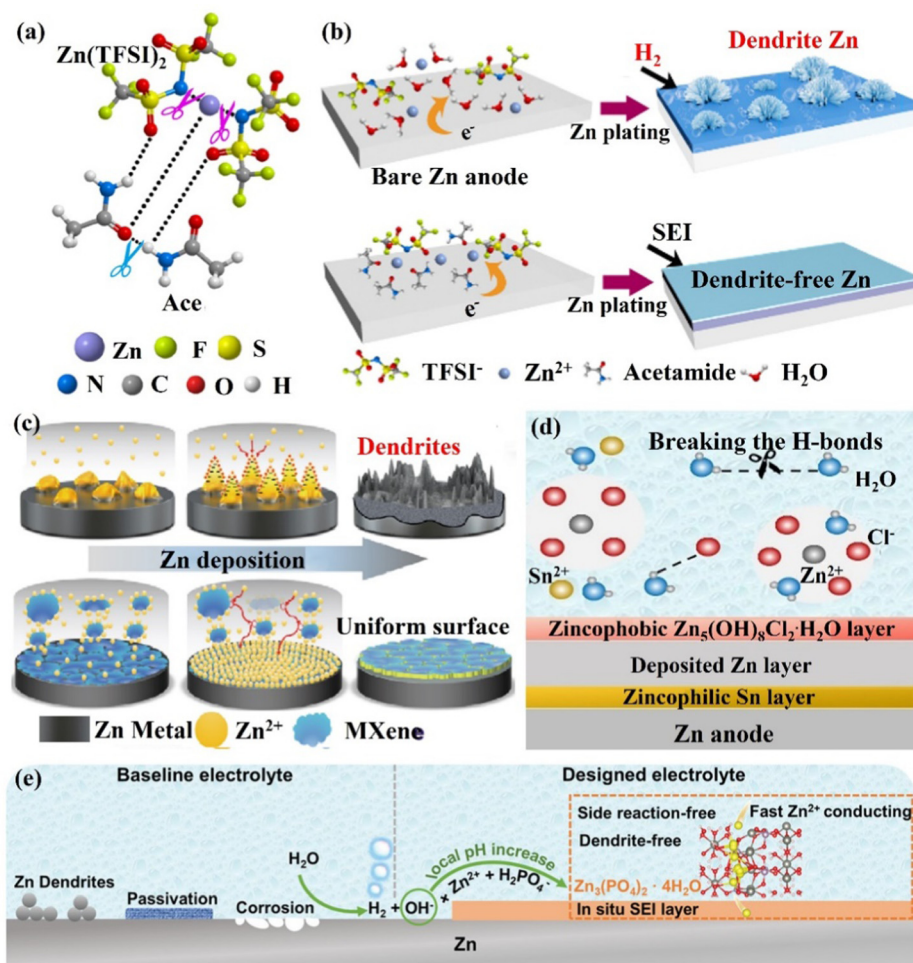 (a)
Zn(TFSI)₂
Ace
Zn F S
N C O H
(b)
Bare Zn anode
e⁻
Zn plating
H₂
Dendrite Zn
e⁻
Zn plating
SEI
Dendrite-free Zn
TFSI⁻ Zn²⁺ Acetamide H₂O
(c)
Dendrites
Zn deposition
Uniform surface
Zn Metal Zn²⁺ MXene
(d)
Breaking the H-bonds
H₂O
Cl⁻
Sn²⁺
Zn²⁺
Zincophobic Zn₅(OH)₈Cl₂·H₂O layer
Deposited Zn layer
Zincophilic Sn layer
Zn anode
(e)
Baseline electrolyte
Designed electrolyte
Zn Dendrites
Passivation
Corrosion
H₂O
H₂ + OH⁻
local pH increase
+ Zn²⁺ + H₂PO₄⁻
Side reaction-free
Fast Zn²⁺ conducting
Dendrite-free
Zn₃(PO₄)₂ · 4H₂O
In situ SEI layer
Zn